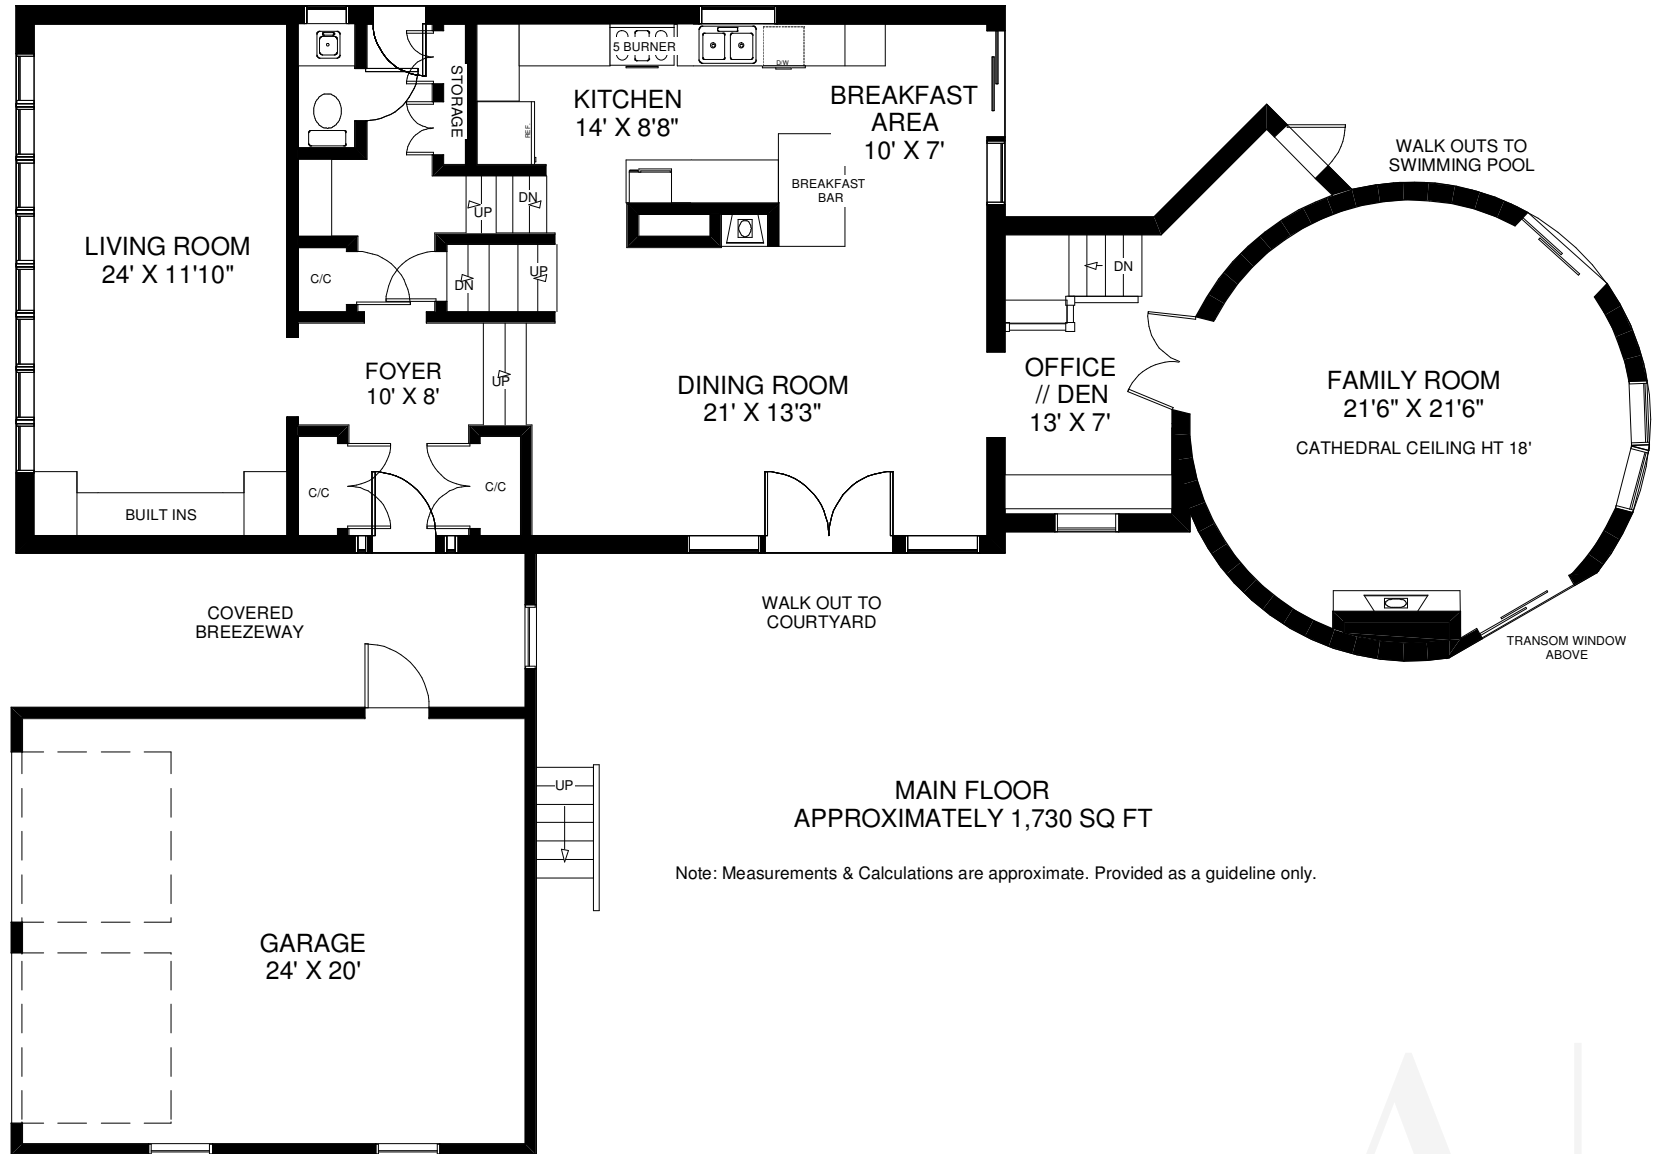 5 BURNER
D/W
STORAGE
KITCHEN
14' X 8'8"
REF.
BREAKFAST
AREA
10' X 7'
BREAKFAST
BAR
WALK OUTS TO
SWIMMING POOL
UP
DN
LIVING ROOM
24' X 11'10"
C/C
DN
UP
DN
FOYER
10' X 8'
UP
DINING ROOM
21' X 13'3"
OFFICE
// DEN
13' X 7'
FAMILY ROOM
21'6" X 21'6"
CATHEDRAL CEILING HT 18'
C/C
C/C
BUILT INS
COVERED
BREEZEWAY
WALK OUT TO
COURTYARD
TRANSOM WINDOW
ABOVE
UP
MAIN FLOOR
APPROXIMATELY 1,730 SQ FT
Note: Measurements & Calculations are approximate. Provided as a guideline only.
GARAGE
24' X 20'